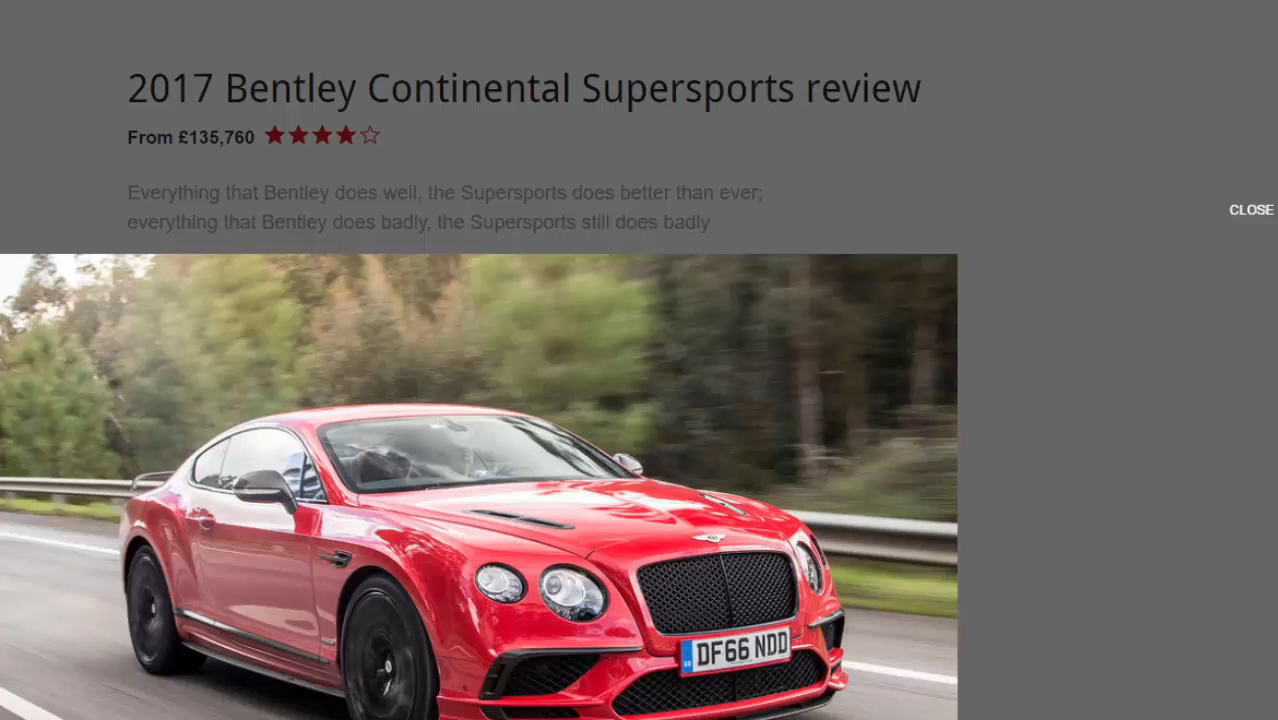 2017 Bentley Continental Supersports review
From £135,760
Everything that Bentley does well, the Supersports does better than ever;
everything that Bentley does badly, the Supersports still does badly
CLOSE
DF66 NDD